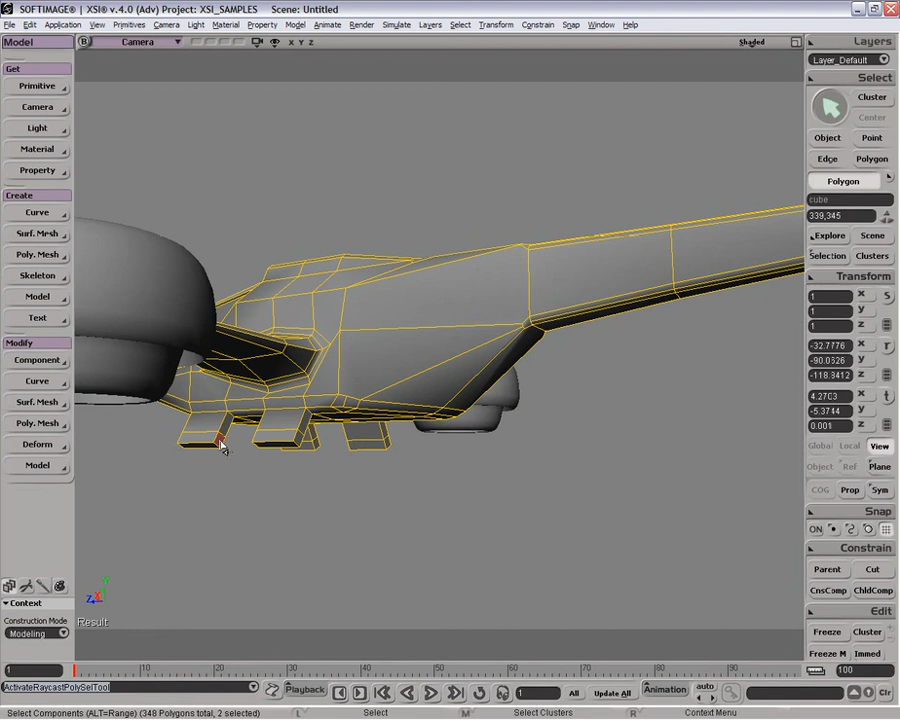 SOFTIMAGE® | XSI® v.4.0 (Adv) Project: XSI_SAMPLES Scene: Untitled
File Edit Application View Primitives Camera Material Property Model Animate Render Simulate Layers Select Transform Constrain Snap Window Help
Model
B Camera X Y Z Shaded
Get
Primitive
Camera
Light
Material
Property
Create
Curve
Surf. Mesh
Poly. Mesh
Skeleton
Model
Text
Modify
Component
Curve
Surf. Mesh
Poly. Mesh
Deform
Model
Context
Construction Mode
Modeling
Result
Layers
Layer_Default
Select
Cluster
Center
Object Point
Edge Polygon
Polygon
cube
339,345
Explore Scene
Selection Clusters
Transform
1 x s
1 y
1 z
-32.7776 x r
-90.0326 y
-118.3412 z
4.2703 x t
-5.3744 y
0.001 z
Global Local View
Object Ref Plane
COG Prop Sym
Snap
ON
Constrain
Parent Cut
CnsComp ChldComp
Edit
Freeze Cluster
Freeze M Immed
1 10 20 30 40 50 60 70 80 90 100
ActivateRaycastPolySelTool Playback 1 All Update All Animation auto Clr
Select Components (ALT=Range) (348 Polygons total, 2 selected) L Select M Select Clusters R Context Menu